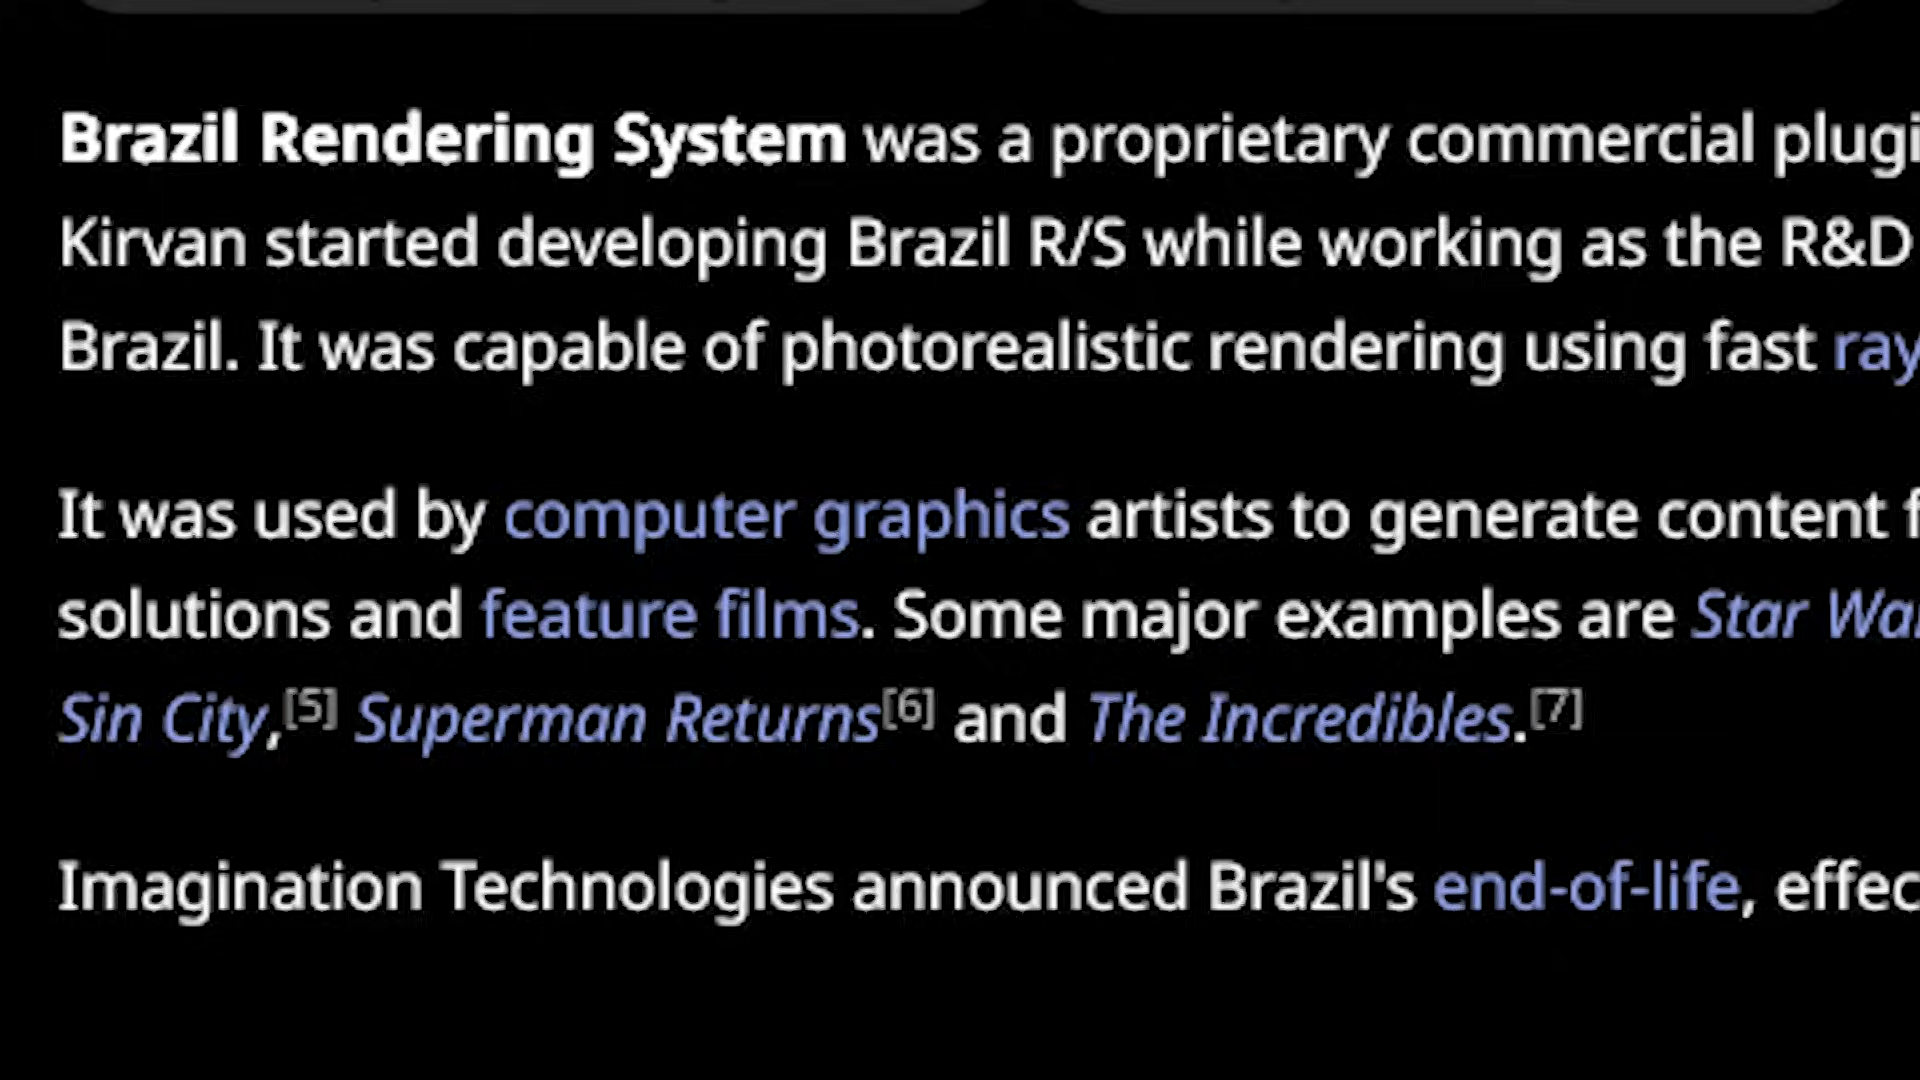 Brazil Rendering System was a proprietary commercial plugi
Kirvan started developing Brazil R/S while working as the R&D
Brazil. It was capable of photorealistic rendering using fast ray
It was used by computer graphics artists to generate content f
solutions and feature films. Some major examples are Star Wa
Sin City,[5] Superman Returns[6] and The Incredibles.[7]
Imagination Technologies announced Brazil's end-of-life, effec